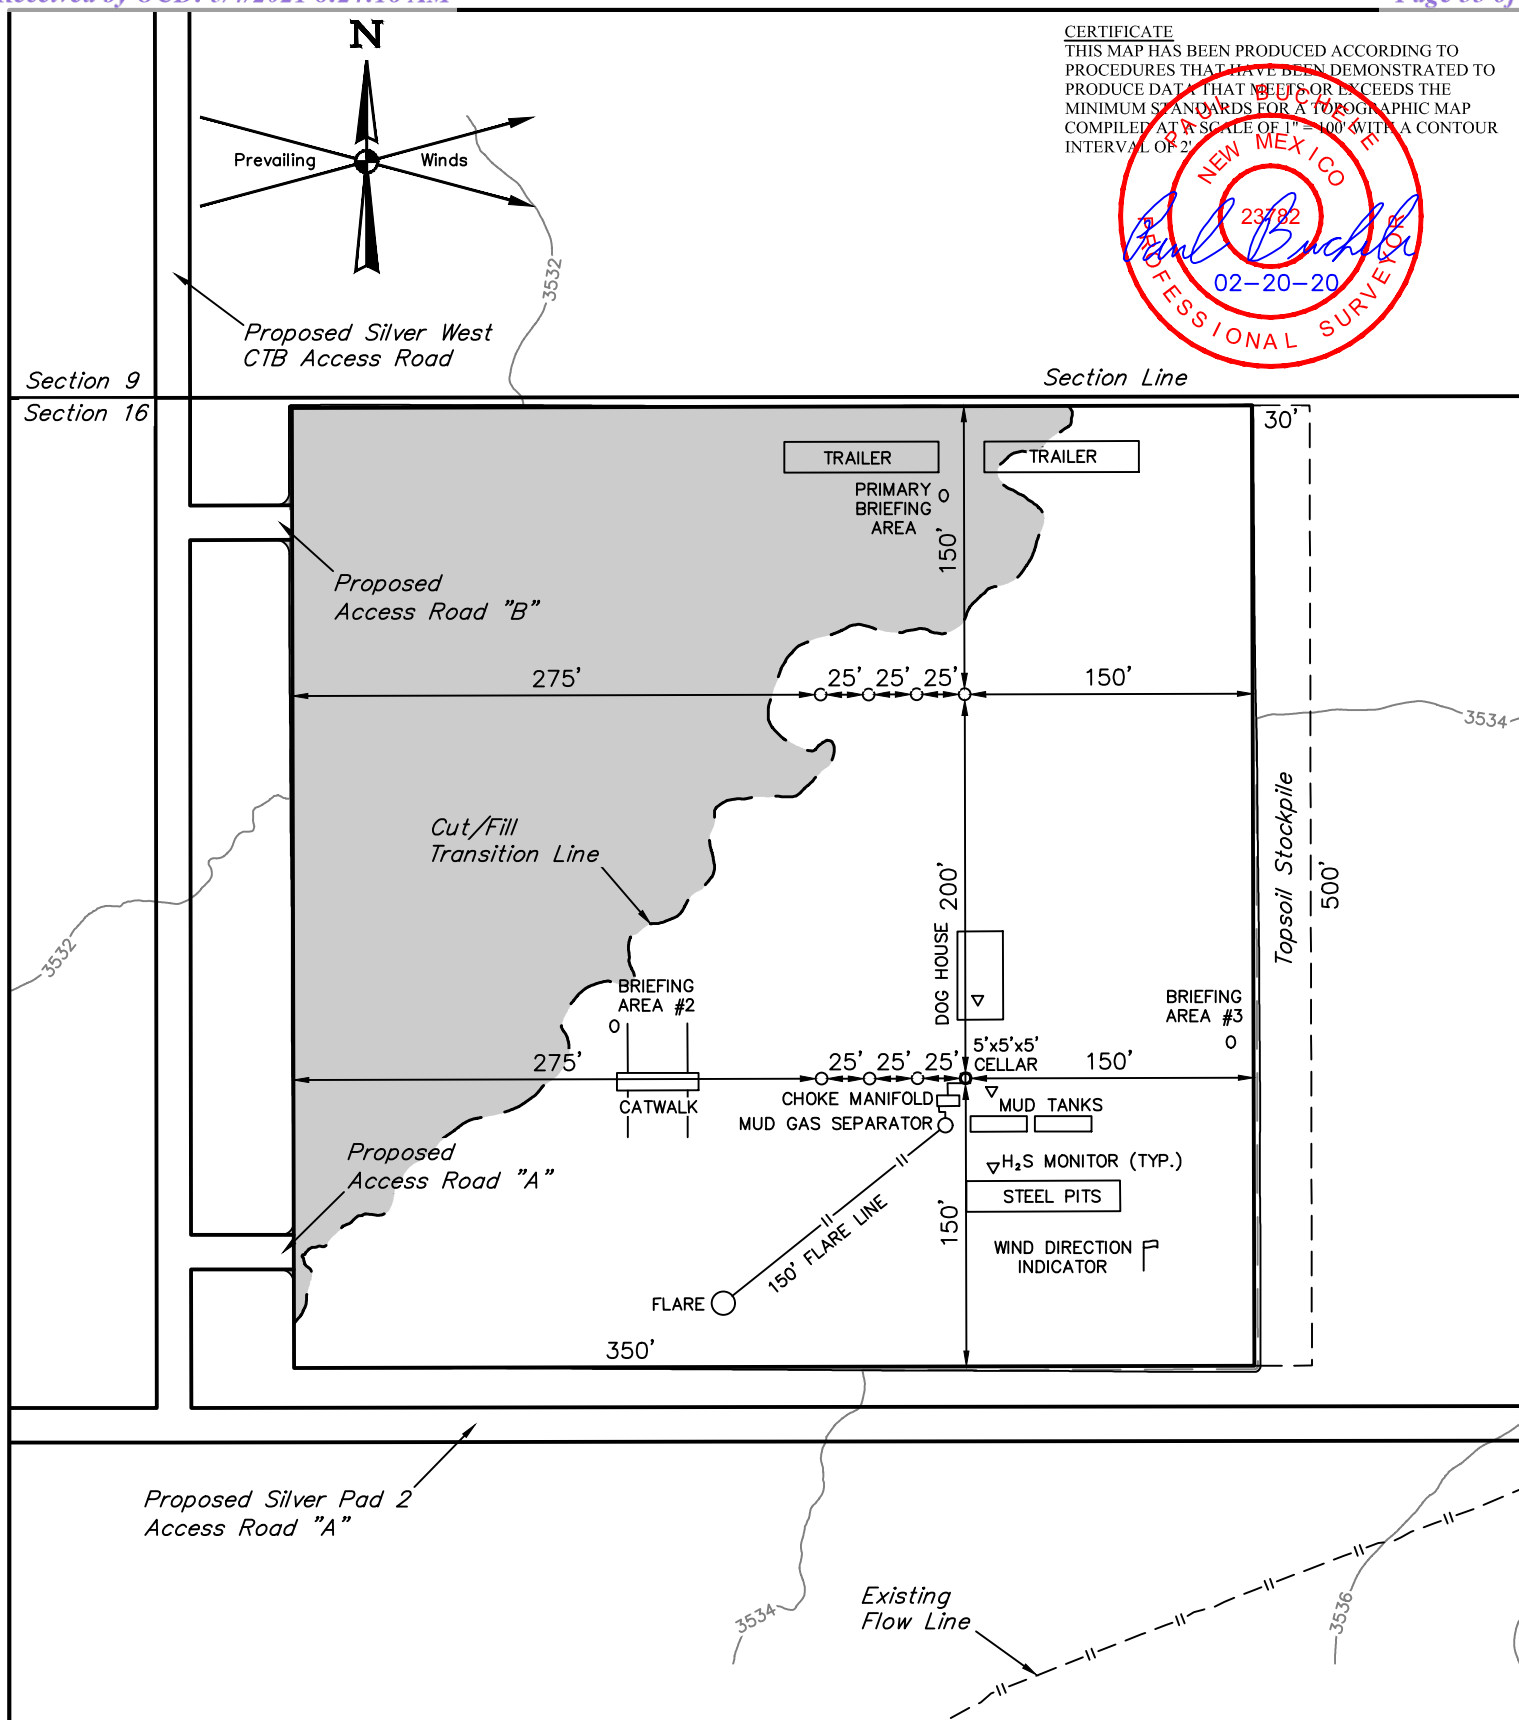 N
Prevailing Winds
CERTIFICATE
THIS MAP HAS BEEN PRODUCED ACCORDING TO
PROCEDURES THAT HAVE BEEN DEMONSTRATED TO
PRODUCE DATA THAT MEETS OR EXCEEDS THE
MINIMUM STANDARDS FOR A TOPOGRAPHIC MAP
COMPILED AT A SCALE OF 1" = 100' WITH A CONTOUR
INTERVAL OF 2'.
PAUL BUCHELE
NEW MEXICO
23782
Paul Buchele
02-20-20
PROFESSIONAL SURVEYOR
3532
Proposed Silver West
CTB Access Road
Section 9
Section Line
Section 16
30'
TRAILER
TRAILER
PRIMARY
BRIEFING
AREA
150'
Proposed
Access Road "B"
275'
25'
25'
25'
150'
3534
Cut/Fill
Transition Line
200'
Topsoil Stockpile
500'
3532
DOG HOUSE
BRIEFING
AREA #2
BRIEFING
AREA #3
5'x5'x5'
CELLAR
275'
25'
25'
25'
150'
CATWALK
CHOKE MANIFOLD
MUD TANKS
MUD GAS SEPARATOR
Proposed
Access Road "A"
H₂S MONITOR (TYP.)
STEEL PITS
150'
150' FLARE LINE
WIND DIRECTION
INDICATOR
FLARE
350'
Proposed Silver Pad 2
Access Road "A"
Existing
Flow Line
3534
3536